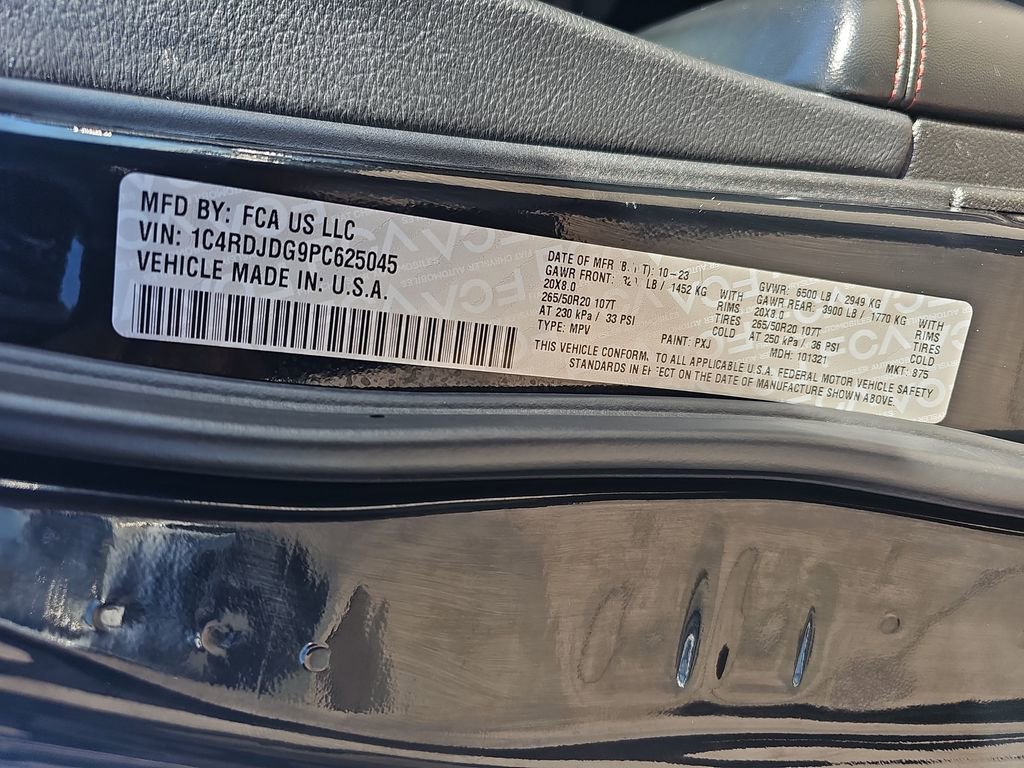 MFD BY: FCA US LLC
VIN: 1C4RDJDG9PC625045
VEHICLE MADE IN: U.S.A.
DATE OF MFR 10-23
GAWR FRONT: LB / 1452 KG WITH
20X8.0 RIMS
265/50R20 107T TIRES
AT 230 kPa / 33 PSI COLD
TYPE: MPV PAINT: PXJ
GVWR: 6500 LB / 2949 KG
GAWR REAR: 3900 LB / 1770 KG WITH
20X8.0 RIMS
265/50R20 107T TIRES
AT 250 kPa / 36 PSI COLD
MDH: 101321 MKT: 875
THIS VEHICLE CONFORM TO ALL APPLICABLE U.S.A. FEDERAL MOTOR VEHICLE SAFETY
STANDARDS IN EFFECT ON THE DATE OF MANUFACTURE SHOWN ABOVE.